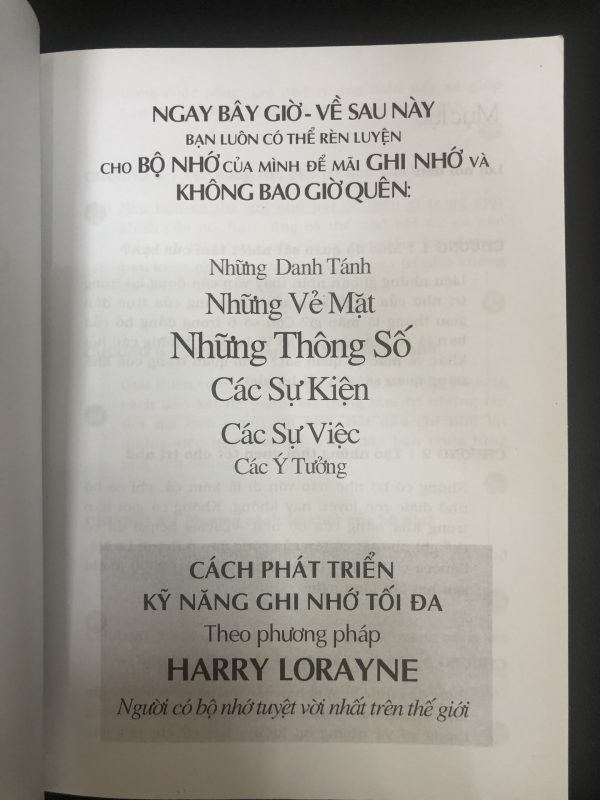 NGAY BÂY GIỜ - VỀ SAU NÀY
BẠN LUÔN CÓ THỂ RÈN LUYỆN
CHO BỘ NHỚ CỦA MÌNH ĐỂ MÃI GHI NHỚ VÀ
KHÔNG BAO GIỜ QUÊN:
Những Danh Tánh
Những Vẻ Mặt
Những Thông Số
Các Sự Kiện
Các Sự Việc
Các Ý Tưởng
CÁCH PHÁT TRIỂN
KỸ NĂNG GHI NHỚ TỐI ĐA
Theo phương pháp
HARRY LORAYNE
Người có bộ nhớ tuyệt vời nhất trên thế giới